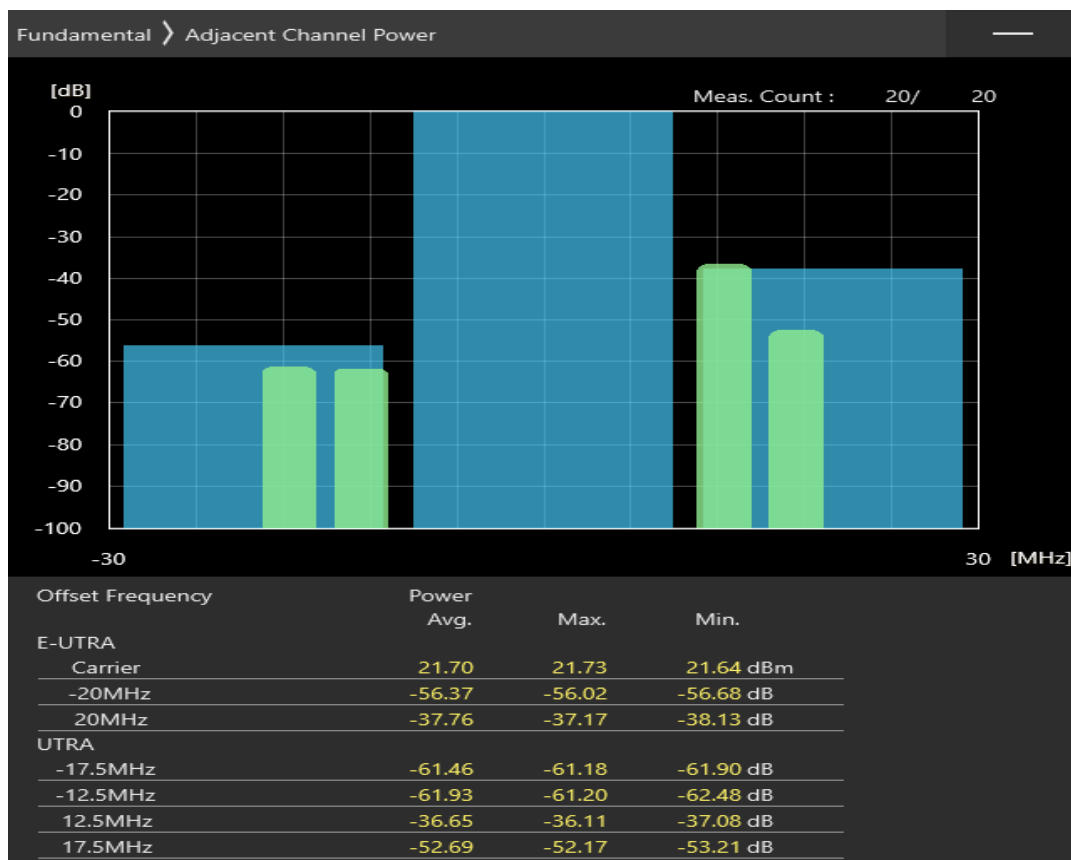 Fundamental ❯ Adjacent Channel Power
[dB]
Meas. Count : 20/ 20
0
-10
-20
-30
-40
-50
-60
-70
-80
-90
-100
-30 30 [MHz]
Offset Frequency Power
Avg. Max. Min.
E-UTRA
Carrier 21.70 21.73 21.64 dBm
-20MHz -56.37 -56.02 -56.68 dB
20MHz -37.76 -37.17 -38.13 dB
UTRA
-17.5MHz -61.46 -61.18 -61.90 dB
-12.5MHz -61.93 -61.20 -62.48 dB
12.5MHz -36.65 -36.11 -37.08 dB
17.5MHz -52.69 -52.17 -53.21 dB